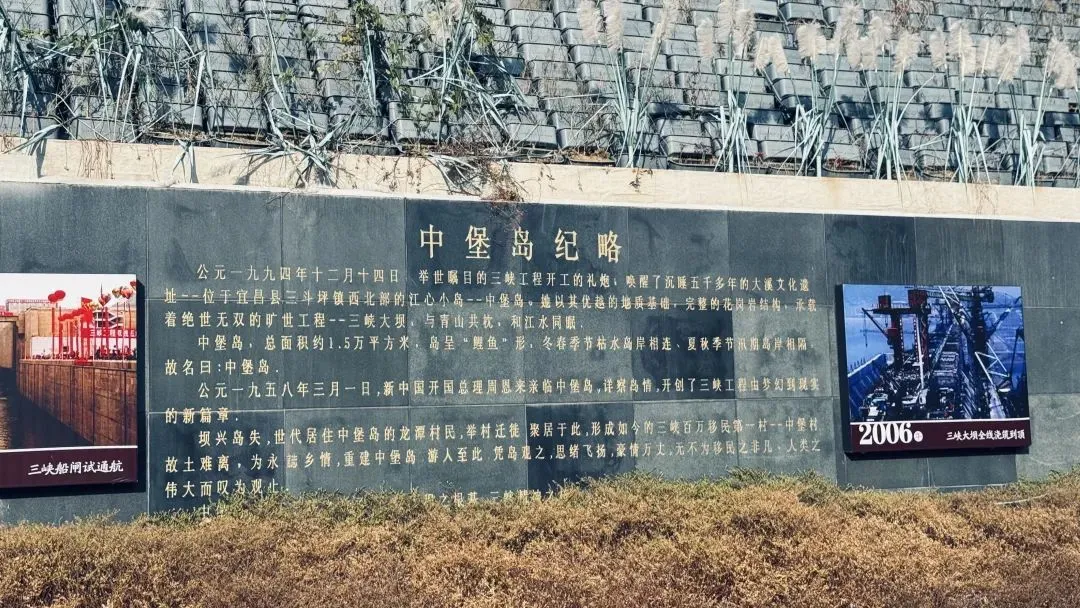 中堡岛纪略
公元一九九四年十二月十四日，举世瞩目的三峡工程开工的礼炮，唤醒了沉睡五千多年的大溪文化遗
址--位于宜昌县三斗坪镇西北部的江心小岛--中堡岛，她以其优越的地质基础，完整的花岗岩结构，承载
着绝世无双的旷世工程--三峡大坝，与青山共枕，和江水同眠．
中堡岛，总面积约1.5万平方米，岛呈“鲤鱼”形，冬春季节枯水岛岸相连、夏秋季节汛期岛岸相隔，
故名曰：中堡岛．
公元一九五八年三月一日，新中国开国总理周恩来亲临中堡岛，详察岛情，开创了三峡工程由梦幻到现实
的新篇章．
坝兴岛失，世代居住中堡岛的龙潭村民，举村迁徙 聚居于此，形成如今的三峡百万移民第一村--中堡村
故土难离，为永 乡情，重建中堡岛 游人至此，凭岛观之，思绪飞扬，豪情万丈，无不为移民之非凡、人类之
伟大而叹为观止
三峡船闸试通航
2006年
三峡大坝全线浇筑到顶